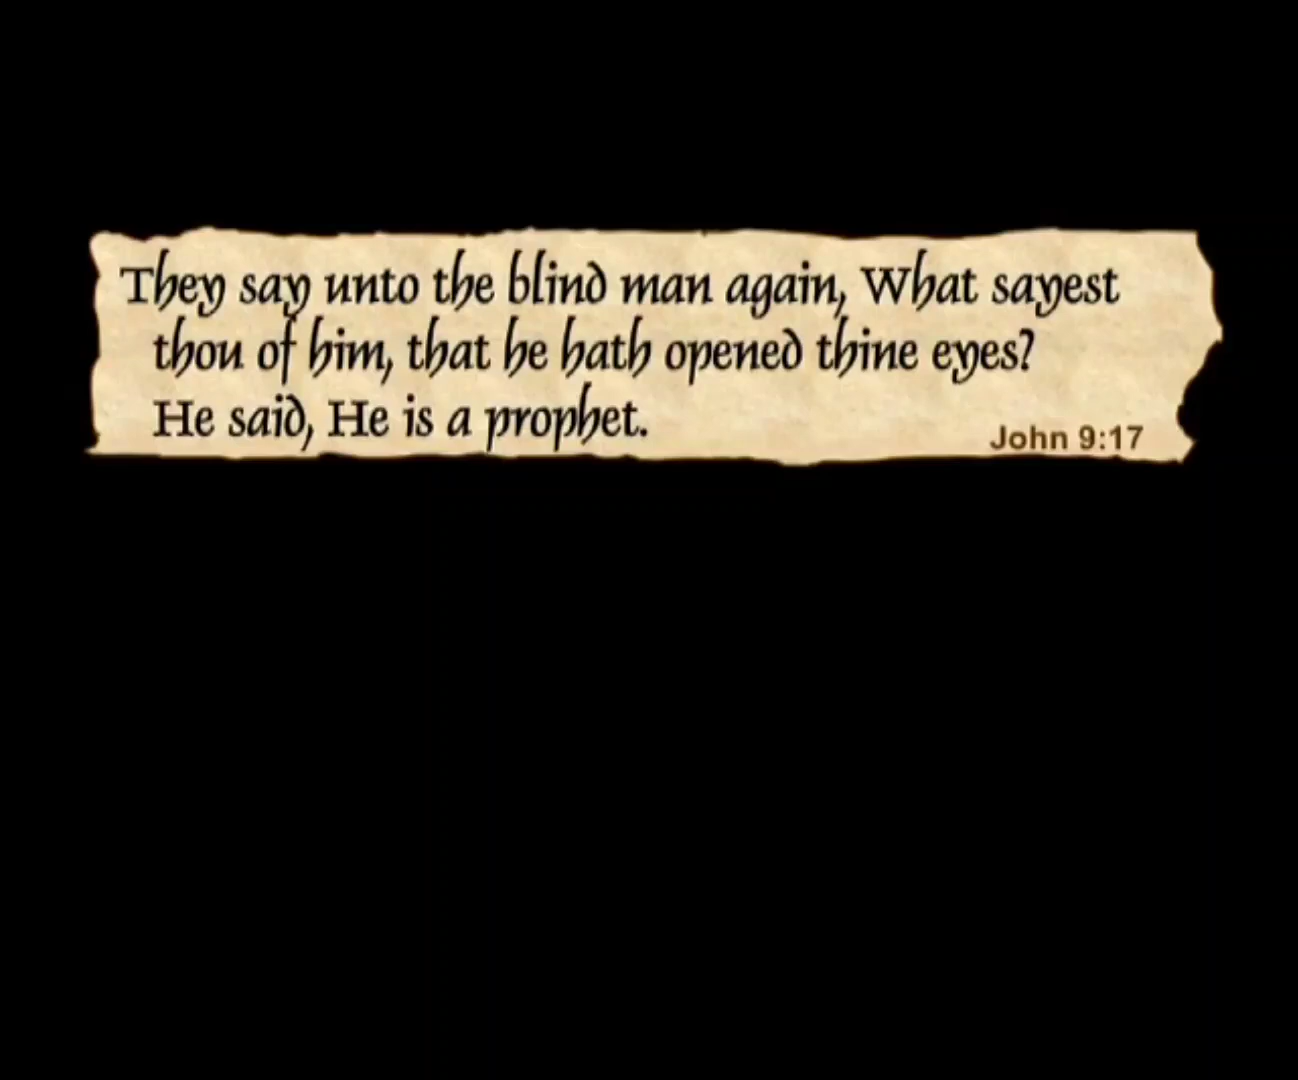 They say unto the blind man again, What sayest
thou of him, that he hath opened thine eyes?
He said, He is a prophet.
John 9:17